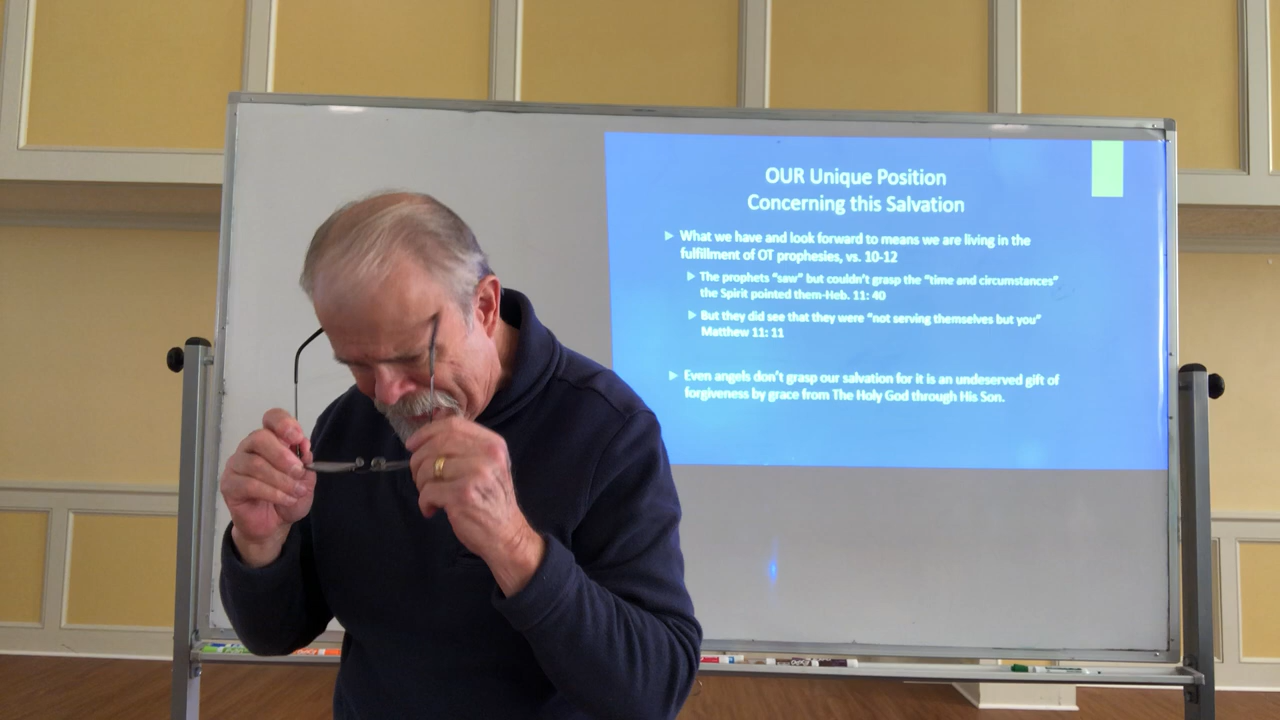 OUR Unique Position
Concerning this Salvation
What we have and look forward to means we are living in the
fulfillment of OT prophesies, vs. 10-12
The prophets “saw” but couldn’t grasp the “time and circumstances”
the Spirit pointed them-Heb. 11: 40
But they did see that they were “not serving themselves but you”
Matthew 11: 11
Even angels don’t grasp our salvation for it is an undeserved gift of
forgiveness by grace from The Holy God through His Son.